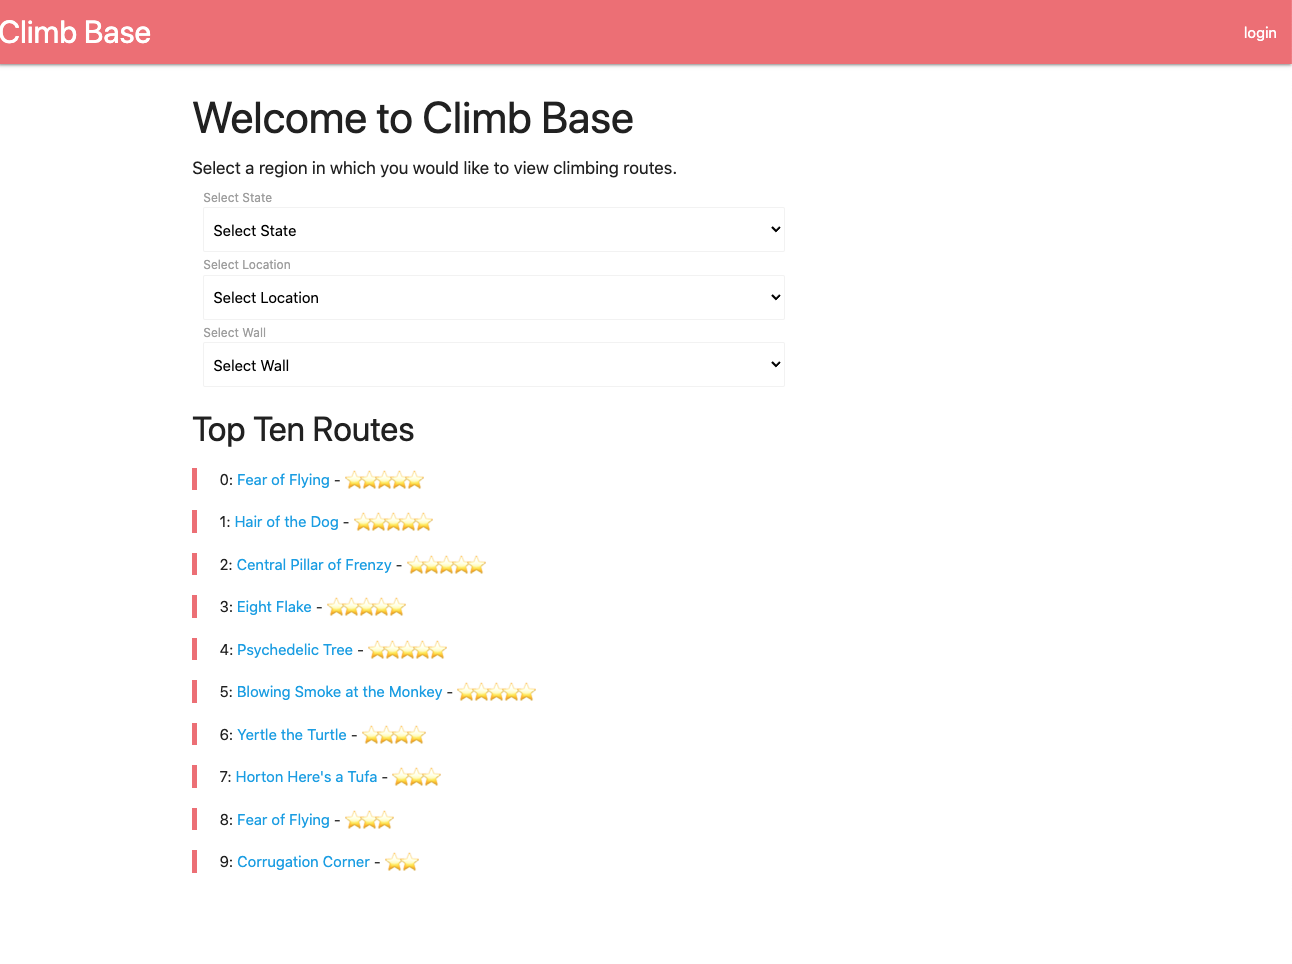 Climb Base
login
Welcome to Climb Base
Select a region in which you would like to view climbing routes.
Select State
Select State
Select Location
Select Location
Select Wall
Select Wall
Top Ten Routes
0: Fear of Flying - ⭐⭐⭐⭐⭐
1: Hair of the Dog - ⭐⭐⭐⭐⭐
2: Central Pillar of Frenzy - ⭐⭐⭐⭐⭐
3: Eight Flake - ⭐⭐⭐⭐⭐
4: Psychedelic Tree - ⭐⭐⭐⭐⭐
5: Blowing Smoke at the Monkey - ⭐⭐⭐⭐⭐
6: Yertle the Turtle - ⭐⭐⭐⭐
7: Horton Here's a Tufa - ⭐⭐⭐
8: Fear of Flying - ⭐⭐⭐
9: Corrugation Corner - ⭐⭐